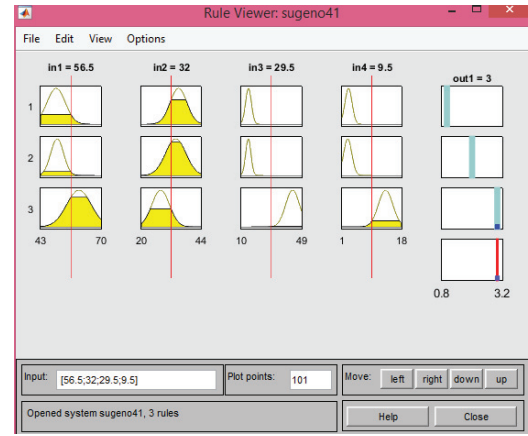 Rule Viewer: sugeno41
File Edit View Options
in1 = 56.5 in2 = 32 in3 = 29.5 in4 = 9.5
out1 = 3
1
2
3
43 70 20 44 10 49 1 18
0.8 3.2
Input: [56.5;32;29.5;9.5] Plot points: 101 Move: left right down up
Opened system sugeno41, 3 rules Help Close